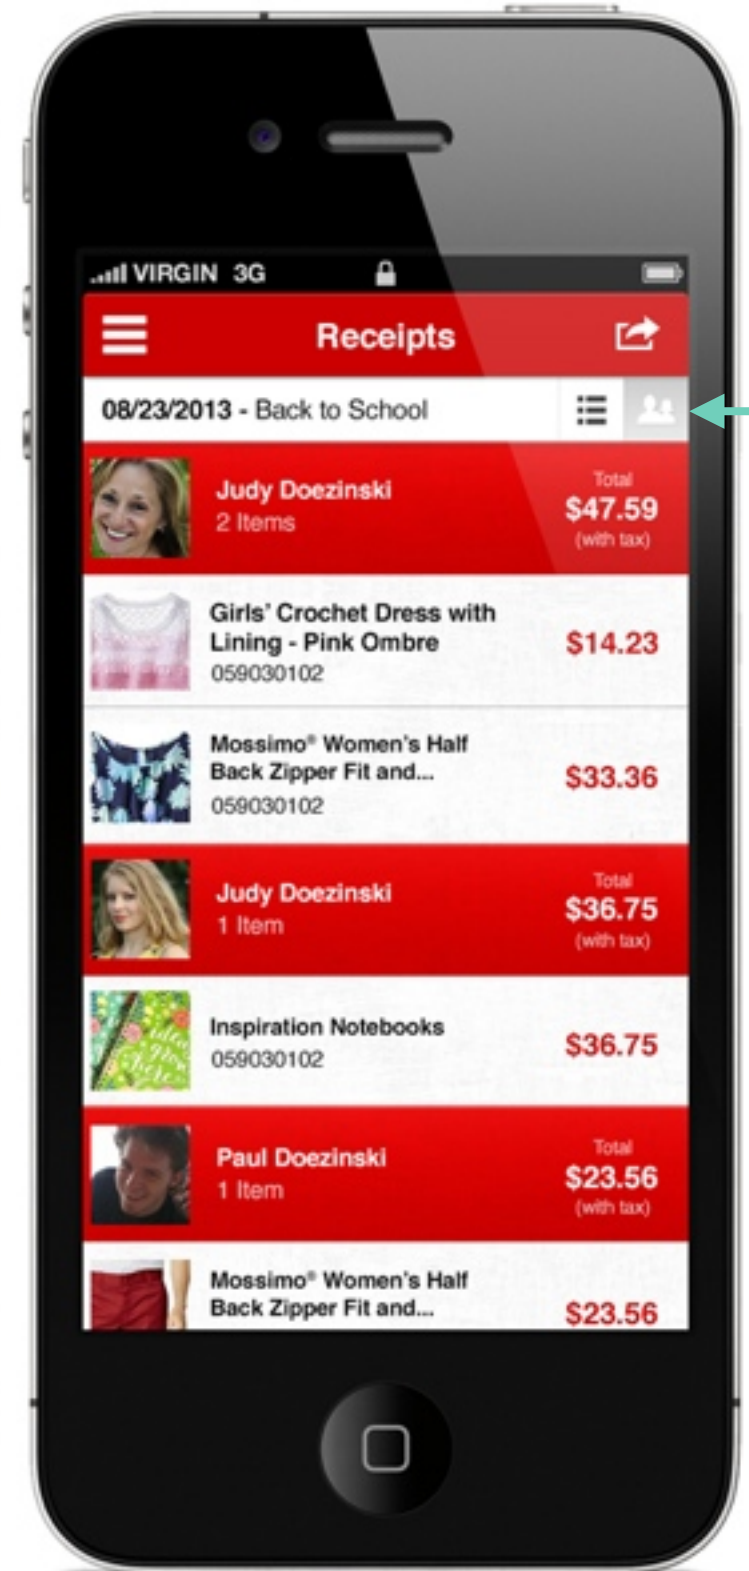 VIRGIN 3G
Receipts
08/23/2013 - Back to School
Judy Doezinski
2 Items
Total
$47.59
(with tax)
Girls' Crochet Dress with
Lining - Pink Ombre
059030102
$14.23
Mossimo® Women's Half
Back Zipper Fit and...
059030102
$33.36
Judy Doezinski
1 Item
Total
$36.75
(with tax)
Inspiration Notebooks
059030102
$36.75
Paul Doezinski
1 Item
Total
$23.56
(with tax)
Mossimo® Women's Half
Back Zipper Fit and...
$23.56